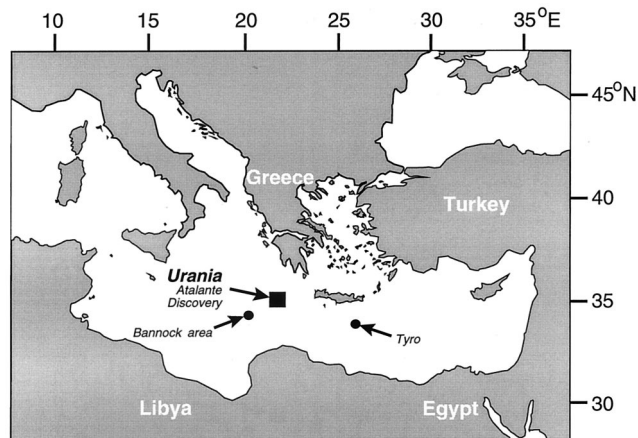 10 15 20 25 30 35°E
45°N
Greece
40
Turkey
Urania
Atalante
Discovery
35
Bannock area
Tyro
30
Libya
Egypt